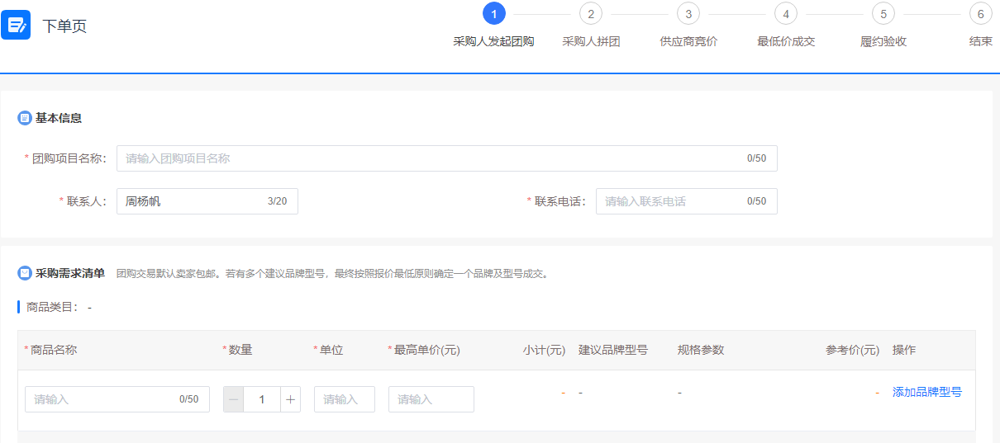 下单页
1 2 3 4 5 6
采购人发起团购 采购人拼团 供应商竞价 最低价成交 履约验收 结束
基本信息
* 团购项目名称： 请输入团购项目名称 0/50
* 联系人： 周杨帆 3/20 * 联系电话： 请输入联系电话 0/50
采购需求清单 团购交易默认卖家包邮。若有多个建议品牌型号，最终按照报价最低原则确定一个品牌及型号成交。
商品类目： -
* 商品名称 * 数量 * 单位 * 最高单价(元) 小计(元) 建议品牌型号 规格参数 参考价(元) 操作
请输入 0/50 — 1 + 请输入 请输入 - - - - 添加品牌型号